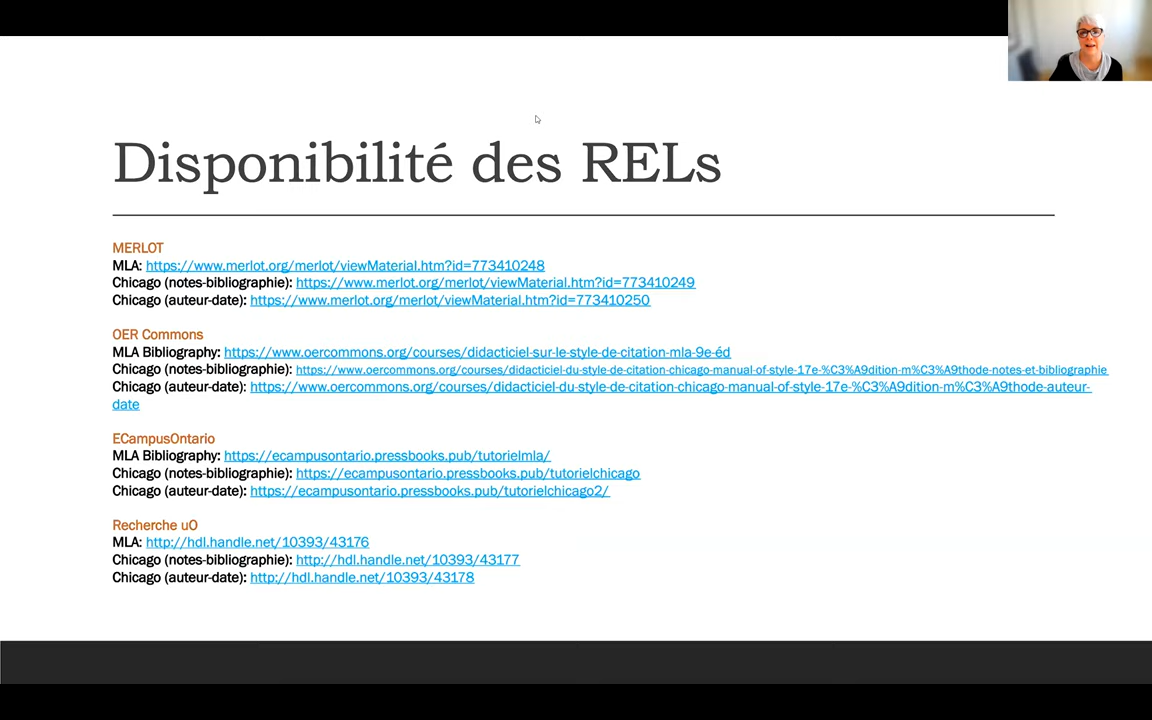 Disponibilité des RELs
MERLOT
MLA: https://www.merlot.org/merlot/viewMaterial.htm?id=773410248
Chicago (notes-bibliographie): https://www.merlot.org/merlot/viewMaterial.htm?id=773410249
Chicago (auteur-date): https://www.merlot.org/merlot/viewMaterial.htm?id=773410250
OER Commons
MLA Bibliography: https://www.oercommons.org/courses/didacticiel-sur-le-style-de-citation-mla-9e-éd
Chicago (notes-bibliographie): https://www.oercommons.org/courses/didacticiel-du-style-de-citation-chicago-manual-of-style-17e-%C3%A9dition-m%C3%A9thode-notes-et-bibliographie
Chicago (auteur-date): https://www.oercommons.org/courses/didacticiel-du-style-de-citation-chicago-manual-of-style-17e-%C3%A9dition-m%C3%A9thode-auteur-
date
ECampusOntario
MLA Bibliography: https://ecampusontario.pressbooks.pub/tutorielmla/
Chicago (notes-bibliographie): https://ecampusontario.pressbooks.pub/tutorielchicago
Chicago (auteur-date): https://ecampusontario.pressbooks.pub/tutorielchicago2/
Recherche uO
MLA: http://hdl.handle.net/10393/43176
Chicago (notes-bibliographie): http://hdl.handle.net/10393/43177
Chicago (auteur-date): http://hdl.handle.net/10393/43178